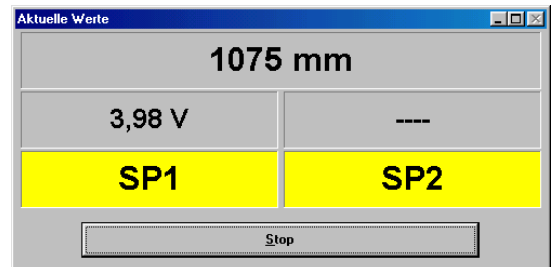 Aktuelle Werte
1075 mm
3,98 V ----
SP1 SP2
Stop